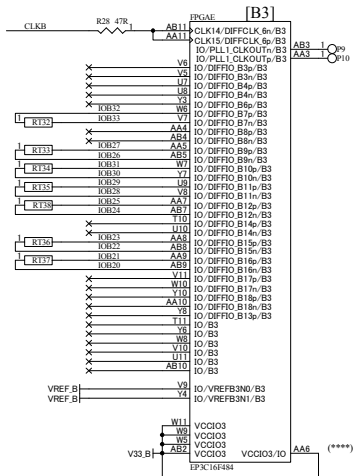 FPGAE [B3]
CLKB R28 47R 1 AB11 CLK14/DIFFCLK_6n/B3
AA11 CLK15/DIFFCLK_6p/B3
IO/PLL1_CLKOUTn/B3 AB3 1 P9
IO/PLL1_CLKOUTp/B3 AA3 1 P10
V6 IO/DIFFIO_B3p/B3
V5 IO/DIFFIO_B3n/B3
U7 IO/DIFFIO_B4p/B3
U8 IO/DIFFIO_B4n/B3
Y3 IO/DIFFIO_B6p/B3
IOB32 W6 IO/DIFFIO_B7p/B3
1 RT32 IOB33 V7 IO/DIFFIO_B7n/B3
AA4 IO/DIFFIO_B8p/B3
AB4 IO/DIFFIO_B8n/B3
1 RT33 IOB27 AA5 IO/DIFFIO_B9p/B3
IOB26 AB5 IO/DIFFIO_B9n/B3
1 RT34 IOB31 W7 IO/DIFFIO_B10p/B3
IOB30 Y7 IO/DIFFIO_B10n/B3
1 RT35 IOB29 U9 IO/DIFFIO_B11p/B3
IOB28 V8 IO/DIFFIO_B11n/B3
1 RT38 IOB25 AA7 IO/DIFFIO_B12p/B3
IOB24 AB7 IO/DIFFIO_B12n/B3
T10 IO/DIFFIO_B14p/B3
U10 IO/DIFFIO_B14n/B3
1 RT36 IOB23 AA8 IO/DIFFIO_B15p/B3
IOB22 AB8 IO/DIFFIO_B15n/B3
1 RT37 IOB21 AA9 IO/DIFFIO_B16p/B3
IOB20 AB9 IO/DIFFIO_B16n/B3
V11 IO/DIFFIO_B17p/B3
W10 IO/DIFFIO_B17n/B3
Y10 IO/DIFFIO_B18p/B3
AA10 IO/DIFFIO_B18n/B3
Y8 IO/DIFFIO_B13p/B3
T11 IO/B3
Y6 IO/B3
W8 IO/B3
V10 IO/B3
U11 IO/B3
AB10 IO/B3
VREF_B V9 IO/VREFB3N0/B3
VREF_B Y4 IO/VREFB3N1/B3
W11 VCCIO3
W9 VCCIO3
W5 VCCIO3
V33_B AB2 VCCIO3 VCCIO3/IO AA6 (****)
EP3C16F484